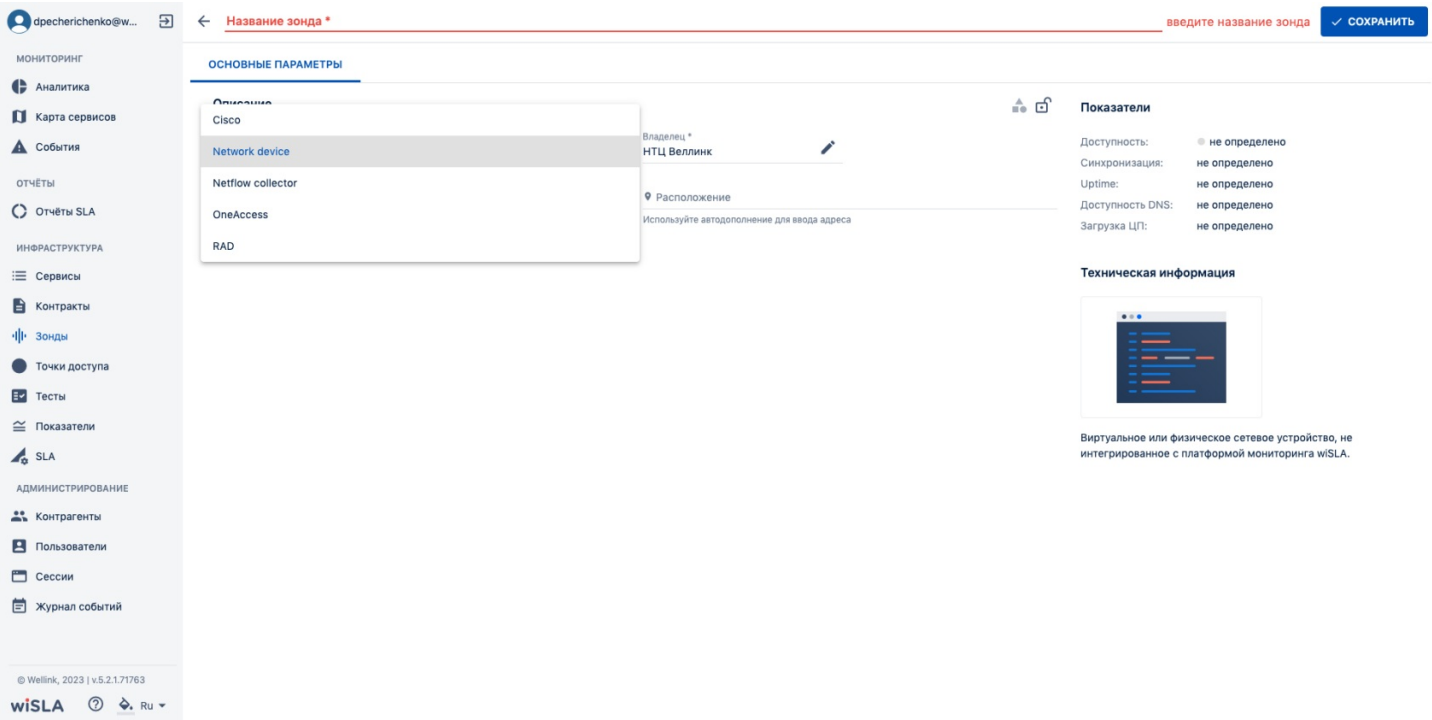 dpecherichenko@w...
Название зонда *
введите название зонда
СОХРАНИТЬ
МОНИТОРИНГ
Аналитика
Карта сервисов
События
ОТЧЁТЫ
Отчёты SLA
ИНФРАСТРУКТУРА
Сервисы
Контракты
Зонды
Точки доступа
Тесты
Показатели
SLA
АДМИНИСТРИРОВАНИЕ
Контрагенты
Пользователи
Сессии
Журнал событий
© Wellink, 2023 | v.5.2.1.71763
wiSLA
Ru
ОСНОВНЫЕ ПАРАМЕТРЫ
Описание
Cisco
Network device
Netflow collector
OneAccess
RAD
Владелец *
НТЦ Веллинк
Расположение
Используйте автодополнение для ввода адреса
Показатели
Доступность: не определено
Синхронизация: не определено
Uptime: не определено
Доступность DNS: не определено
Загрузка ЦП: не определено
Техническая информация
Виртуальное или физическое сетевое устройство, не
интегрированное с платформой мониторинга wiSLA.